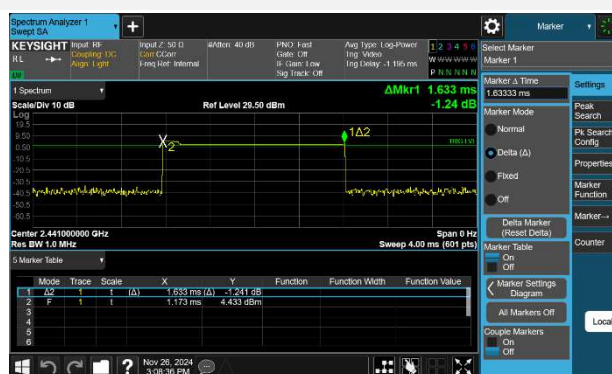 Spectrum Analyzer 1
Swept SA
Marker
KEYSIGHT
Input: RF
Coupling: DC
Align: Light
Input Z: 50 Ω
Corr CCorr
Freq Ref: Internal
#Atten: 40 dB
PNO: Fast
Gate: Off
IF Gain: Low
Sig Track: Off
Avg Type: Log-Power
Trig: Video
Trig Delay: -1.195 ms
1 2 3 4 5 6
W W W W W W
P N N N N N
RL
1 Spectrum
Scale/Div 10 dB
Log
Ref Level 29.50 dBm
ΔMkr1 1.633 ms
-1.24 dB
19.5
9.50
0.50
-10.5
-20.5
-30.5
-40.5
-50.5
-60.5
X2
1Δ2
TRIG LVL
Center 2.441000000 GHz
Res BW 1.0 MHz
Span 0 Hz
Sweep 4.00 ms (601 pts)
5 Marker Table
Mode Trace Scale X Y Function Function Width Function Value
1 Δ2 1 t (Δ) 1.633 ms (Δ) -1.241 dB
2 F 1 t 1.173 ms 4.433 dBm
3
4
5
6
Nov 26, 2024
3:08:36 PM
Select Marker
Marker 1
Marker Δ Time
1.63333 ms
Marker Mode
Normal
Delta (Δ)
Fixed
Off
Delta Marker
(Reset Delta)
Marker Table
On
Off
Marker Settings
Diagram
All Markers Off
Couple Markers
On
Off
Settings
Peak
Search
Pk Search
Config
Properties
Marker
Function
Marker→
Counter
Local